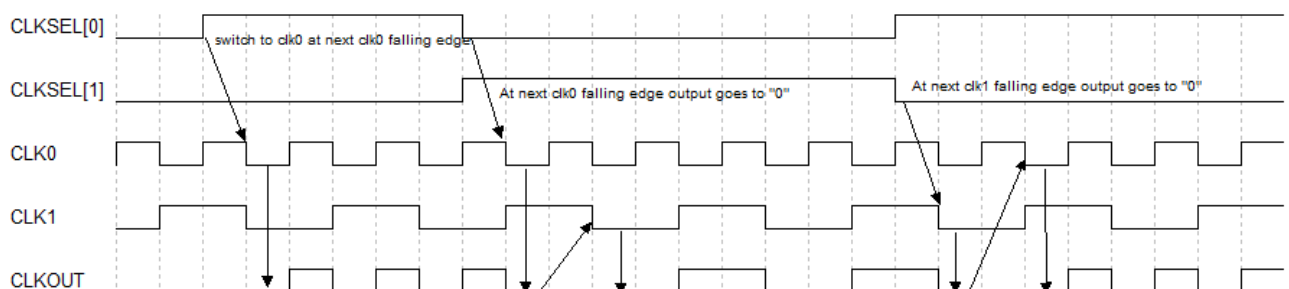 CLKSEL[0]
switch to clk0 at next clk0 falling edge
CLKSEL[1]
At next clk0 falling edge output goes to "0"
At next clk1 falling edge output goes to "0"
CLK0
CLK1
CLKOUT